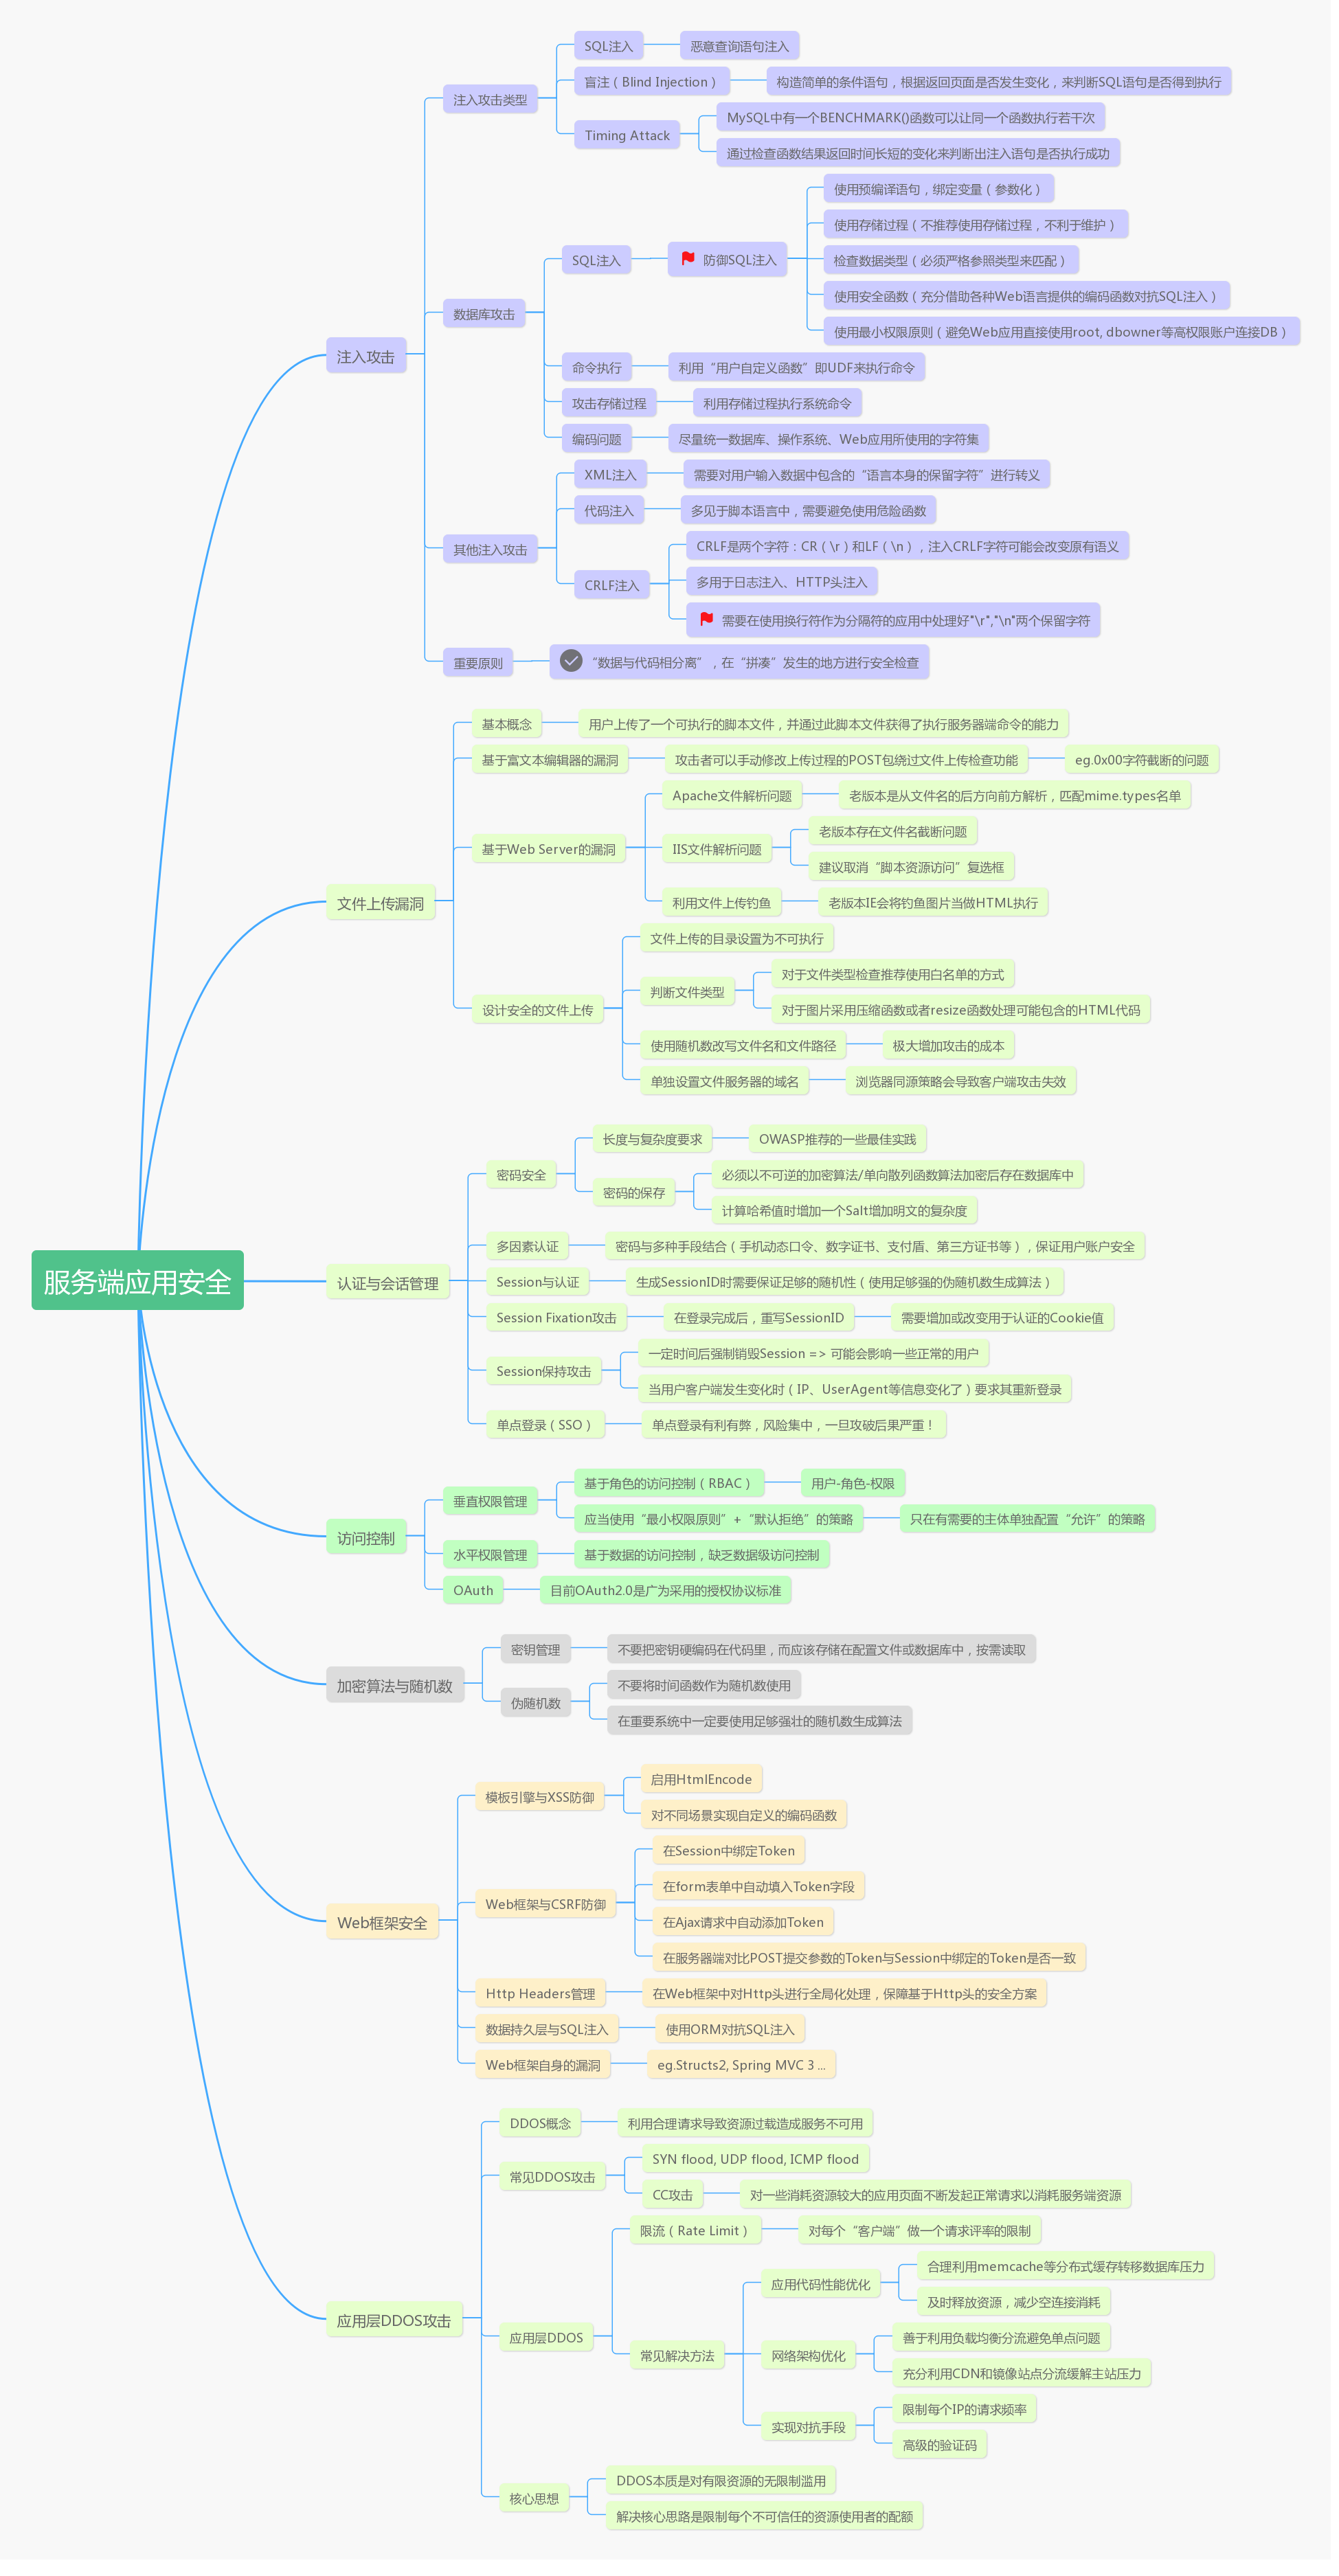 服务端应用安全
注入攻击
注入攻击类型
SQL注入
恶意查询语句注入
盲注（Blind Injection）
构造简单的条件语句，根据返回页面是否发生变化，来判断SQL语句是否得到执行
Timing Attack
MySQL中有一个BENCHMARK()函数可以让同一个函数执行若干次
通过检查函数结果返回时间长短的变化来判断出注入语句是否执行成功
数据库攻击
SQL注入
防御SQL注入
使用预编译语句，绑定变量（参数化）
使用存储过程（不推荐使用存储过程，不利于维护）
检查数据类型（必须严格参照类型来匹配）
使用安全函数（充分借助各种Web语言提供的编码函数对抗SQL注入）
使用最小权限原则（避免Web应用直接使用root, dbowner等高权限账户连接DB）
命令执行
利用“用户自定义函数”即UDF来执行命令
攻击存储过程
利用存储过程执行系统命令
编码问题
尽量统一数据库、操作系统、Web应用所使用的字符集
其他注入攻击
XML注入
需要对用户输入数据中包含的“语言本身的保留字符”进行转义
代码注入
多见于脚本语言中，需要避免使用危险函数
CRLF注入
CRLF是两个字符：CR（\r）和LF（\n），注入CRLF字符可能会改变原有语义
多用于日志注入、HTTP头注入
需要在使用换行符作为分隔符的应用中处理好"\r","\n"两个保留字符
重要原则
“数据与代码相分离”，在“拼凑”发生的地方进行安全检查
文件上传漏洞
基本概念
用户上传了一个可执行的脚本文件，并通过此脚本文件获得了执行服务器端命令的能力
基于富文本编辑器的漏洞
攻击者可以手动修改上传过程的POST包绕过文件上传检查功能
eg.0x00字符截断的问题
基于Web Server的漏洞
Apache文件解析问题
老版本是从文件名的后方向前方解析，匹配mime.types名单
IIS文件解析问题
老版本存在文件名截断问题
建议取消“脚本资源访问”复选框
利用文件上传钓鱼
老版本IE会将钓鱼图片当做HTML执行
设计安全的文件上传
文件上传的目录设置为不可执行
判断文件类型
对于文件类型检查推荐使用白名单的方式
对于图片采用压缩函数或者resize函数处理可能包含的HTML代码
使用随机数改写文件名和文件路径
极大增加攻击的成本
单独设置文件服务器的域名
浏览器同源策略会导致客户端攻击失效
认证与会话管理
密码安全
长度与复杂度要求
OWASP推荐的一些最佳实践
密码的保存
必须以不可逆的加密算法/单向散列函数算法加密后存在数据库中
计算哈希值时增加一个Salt增加明文的复杂度
多因素认证
密码与多种手段结合（手机动态口令、数字证书、支付盾、第三方证书等），保证用户账户安全
Session与认证
生成SessionID时需要保证足够的随机性（使用足够强的伪随机数生成算法）
Session Fixation攻击
在登录完成后，重写SessionID
需要增加或改变用于认证的Cookie值
Session保持攻击
一定时间后强制销毁Session => 可能会影响一些正常的用户
当用户客户端发生变化时（IP、UserAgent等信息变化了）要求其重新登录
单点登录（SSO）
单点登录有利有弊，风险集中，一旦攻破后果严重！
访问控制
垂直权限管理
基于角色的访问控制（RBAC）
用户-角色-权限
应当使用“最小权限原则”+“默认拒绝”的策略
只在有需要的主体单独配置“允许”的策略
水平权限管理
基于数据的访问控制，缺乏数据级访问控制
OAuth
目前OAuth2.0是广为采用的授权协议标准
加密算法与随机数
密钥管理
不要把密钥硬编码在代码里，而应该存储在配置文件或数据库中，按需读取
伪随机数
不要将时间函数作为随机数使用
在重要系统中一定要使用足够强壮的随机数生成算法
Web框架安全
模板引擎与XSS防御
启用HtmlEncode
对不同场景实现自定义的编码函数
Web框架与CSRF防御
在Session中绑定Token
在form表单中自动填入Token字段
在Ajax请求中自动添加Token
在服务器端对比POST提交参数的Token与Session中绑定的Token是否一致
Http Headers管理
在Web框架中对Http头进行全局化处理，保障基于Http头的安全方案
数据持久层与SQL注入
使用ORM对抗SQL注入
Web框架自身的漏洞
eg.Structs2, Spring MVC 3 ...
应用层DDOS攻击
DDOS概念
利用合理请求导致资源过载造成服务不可用
常见DDOS攻击
SYN flood, UDP flood, ICMP flood
CC攻击
对一些消耗资源较大的应用页面不断发起正常请求以消耗服务端资源
应用层DDOS
限流（Rate Limit）
对每个“客户端”做一个请求评率的限制
常见解决方法
应用代码性能优化
合理利用memcache等分布式缓存转移数据库压力
及时释放资源，减少空连接消耗
网络架构优化
善于利用负载均衡分流避免单点问题
充分利用CDN和镜像站点分流缓解主站压力
实现对抗手段
限制每个IP的请求频率
高级的验证码
核心思想
DDOS本质是对有限资源的无限制滥用
解决核心思路是限制每个不可信任的资源使用者的配额